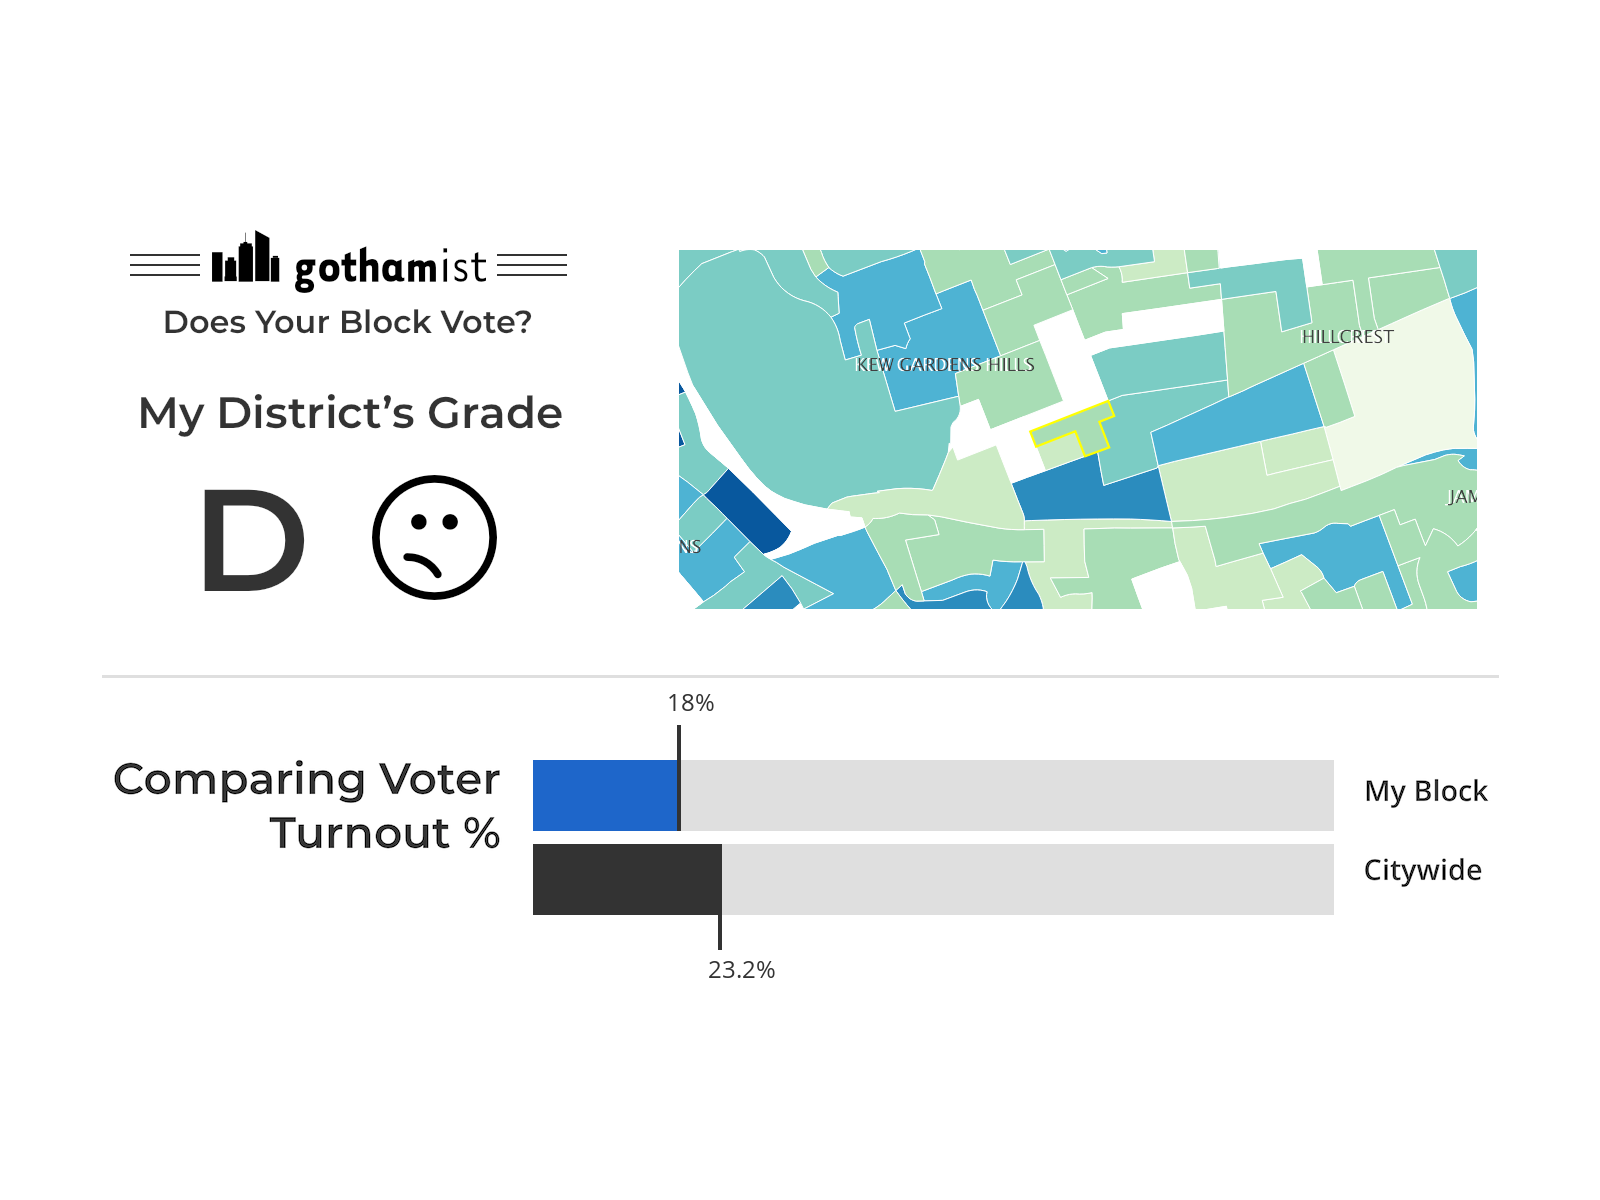 gothamist
Does Your Block Vote?
My District's Grade
D
KEW GARDENS HILLS
HILLCREST
JAM
NS
18%
Comparing Voter
Turnout %
My Block
Citywide
23.2%